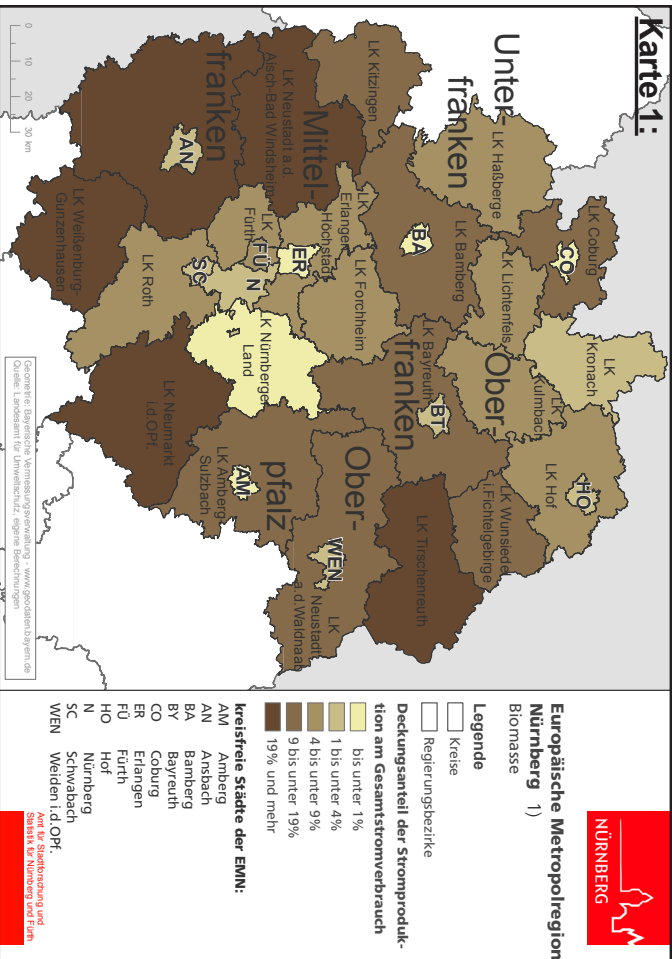 Karte 1:
Unter-
franken
Mittel-
franken
Ober-
franken
Ober-
pfalz
LK Coburg
CO
LK
Kronach
LK Hof
HO
LK
Kulmbach
LK Lichtenfels
LK Haßberge
LK Bamberg
BA
LK Bayreuth
BT
LK Wunsiedel
i.Fichtelgebirge
LK Tirschenreuth
LK Kitzingen
LK Neustadt a.d.
Aisch-Bad Windsheim
LK
Erlangen-
Höchstadt
ER
LK Forchheim
LK
Fürth
FÜ
N
SC
LK Nürnberger
Land
AN
LK Weißenburg-
Gunzenhausen
LK Roth
LK Neumarkt
i.d.OPf.
LK Amberg
Sulzbach
AM
WEN
LK
Neustadt
a.d.Waldnaab
0 10 20 30 km
Geometrie: Bayerische Vermessungsverwaltung - www.geodaten.bayern.de
Quelle: Landesamt für Umweltschutz, eigene Berechnungen
NÜRNBERG
Europäische Metropolregion
Nürnberg 1)
Biomasse
Legende
Kreise
Regierungsbezirke
Deckungsanteil der Stromproduk-
tion am Gesamtstromverbrauch
bis unter 1%
1 bis unter 4%
4 bis unter 9%
9 bis unter 19%
19% und mehr
kreisfreie Städte der EMN:
AM Amberg
AN Ansbach
BA Bamberg
BY Bayreuth
CO Coburg
ER Erlangen
FÜ Fürth
HO Hof
N Nürnberg
SC Schwabach
WEN Weiden i.d.OPf.
Amt für Stadtforschung und
Statistik für Nürnberg und Fürth